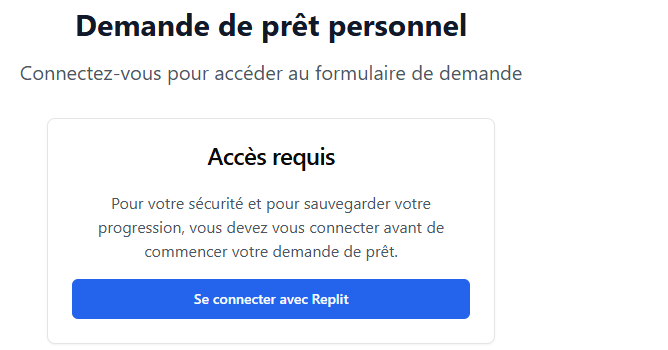 Demande de prêt personnel
Connectez-vous pour accéder au formulaire de demande
Accès requis
Pour votre sécurité et pour sauvegarder votre
progression, vous devez vous connecter avant de
commencer votre demande de prêt.
Se connecter avec Replit